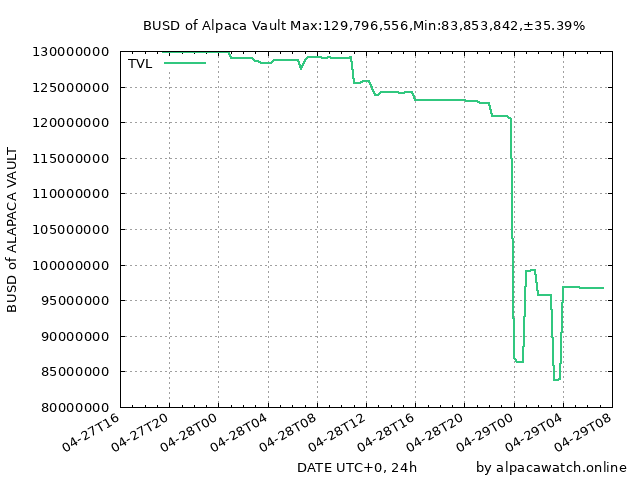 BUSD of Alpaca Vault Max:129,796,556,Min:83,853,842,±35.39%
TVL
BUSD of ALAPACA VAULT
130000000
125000000
120000000
115000000
110000000
105000000
100000000
95000000
90000000
85000000
80000000
04-27T16
04-27T20
04-28T00
04-28T04
04-28T08
04-28T12
04-28T16
04-28T20
04-29T00
04-29T04
04-29T08
DATE UTC+0, 24h
by alpacawatch.online